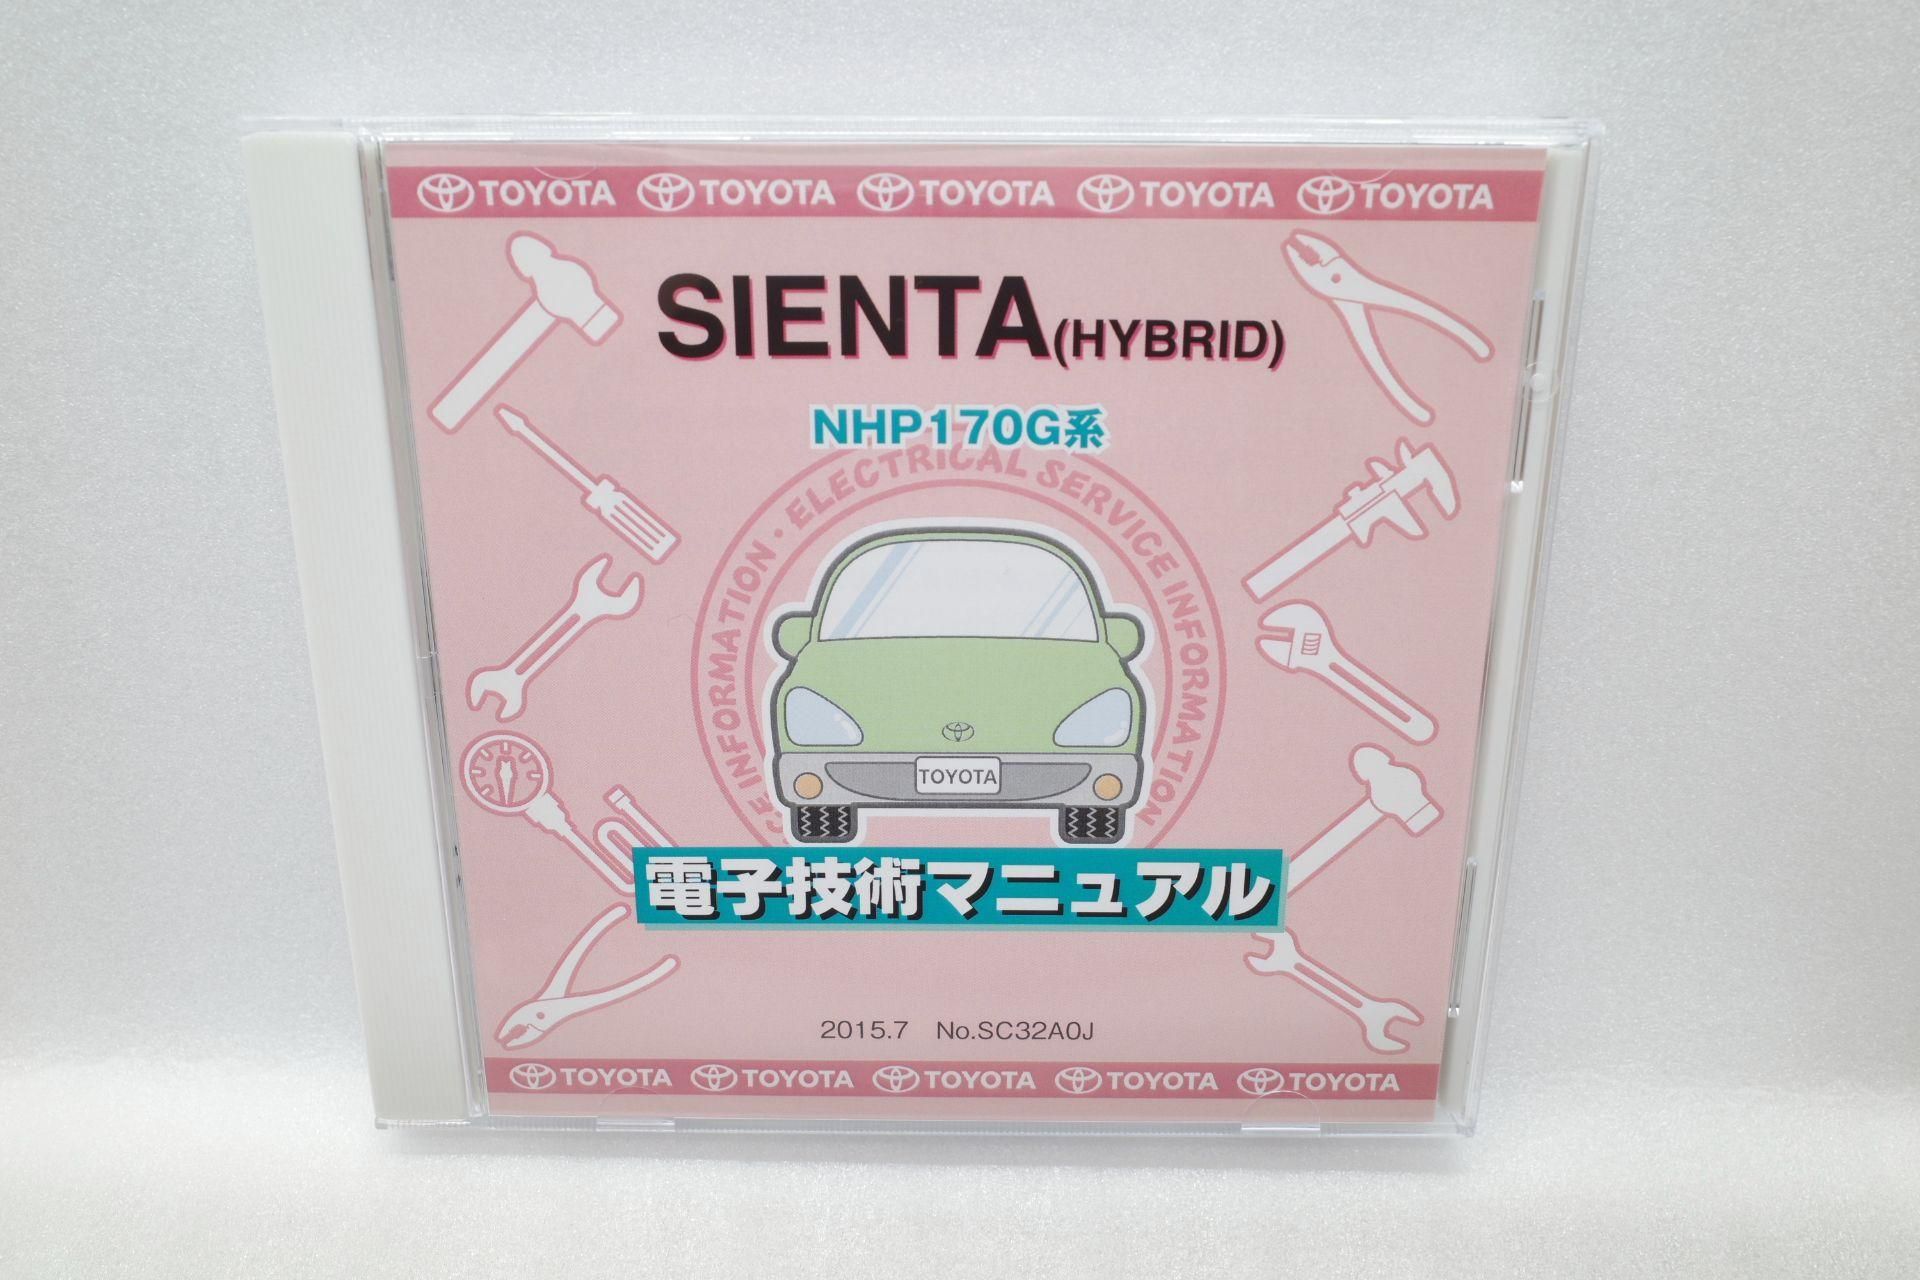 TOYOTA TOYOTA TOYOTA TOYOTA TOYOTA
SIENTA(HYBRID)
NHP170G系
CE INFORMATION・ELECTRICAL SERVICE INFORMATION
TOYOTA
電子技術マニュアル
2015.7 No.SC32A0J
TOYOTA TOYOTA TOYOTA TOYOTA TOYOTA